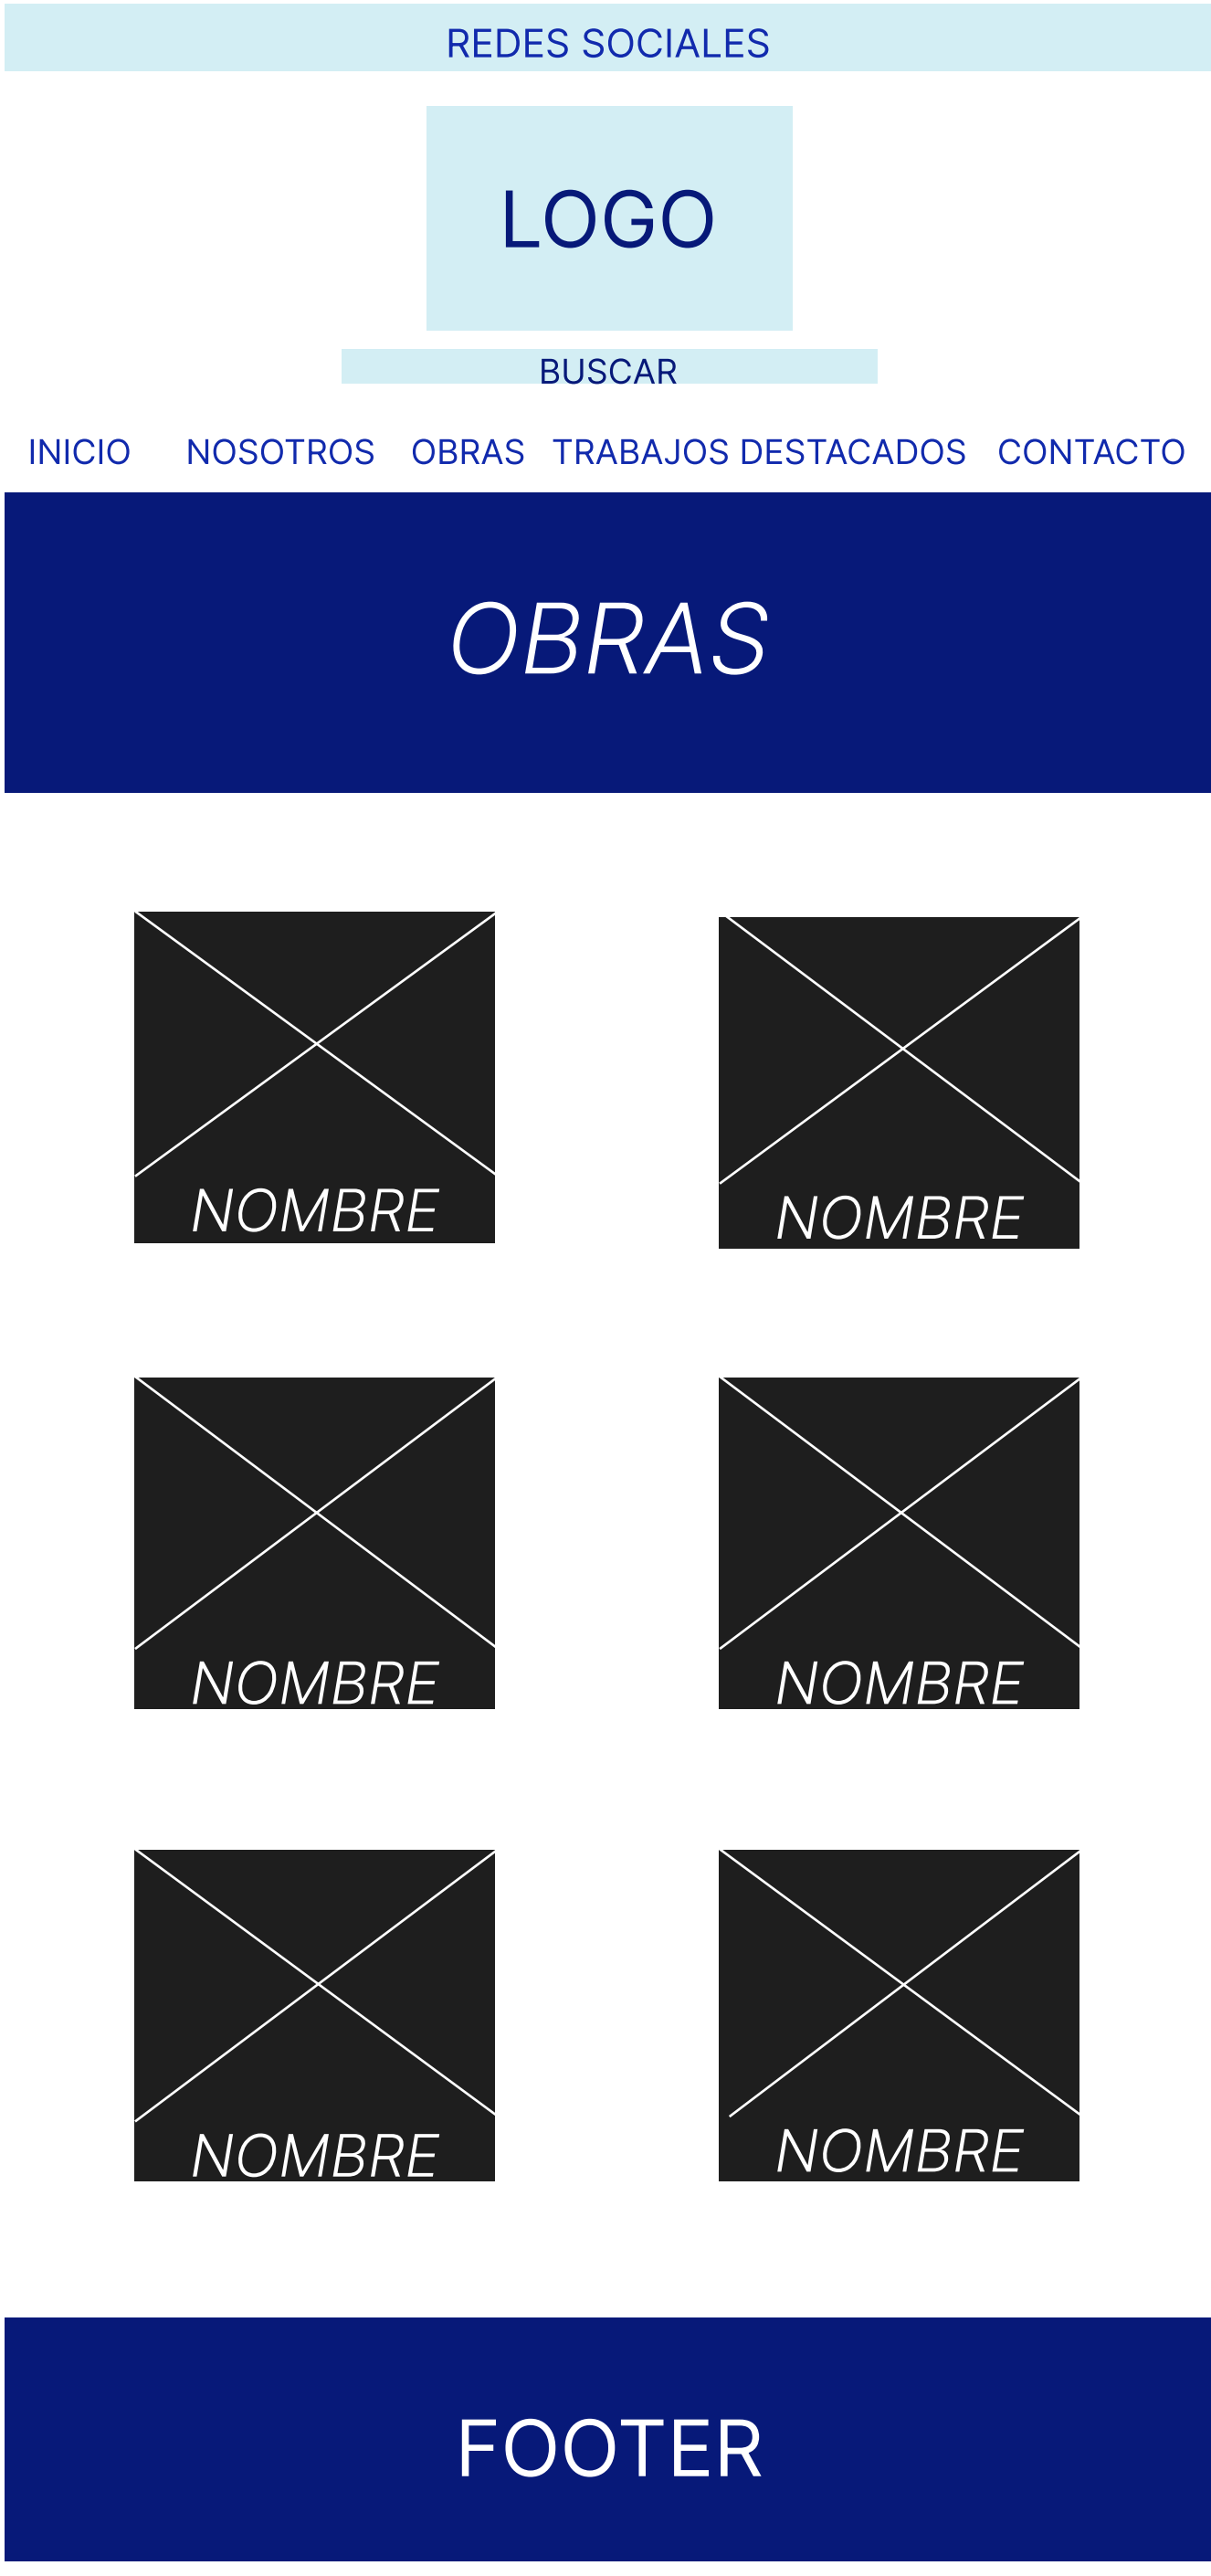 REDES SOCIALES
LOGO
BUSCAR
INICIO NOSOTROS OBRAS TRABAJOS DESTACADOS CONTACTO
OBRAS
NOMBRE NOMBRE
NOMBRE NOMBRE
NOMBRE NOMBRE
FOOTER